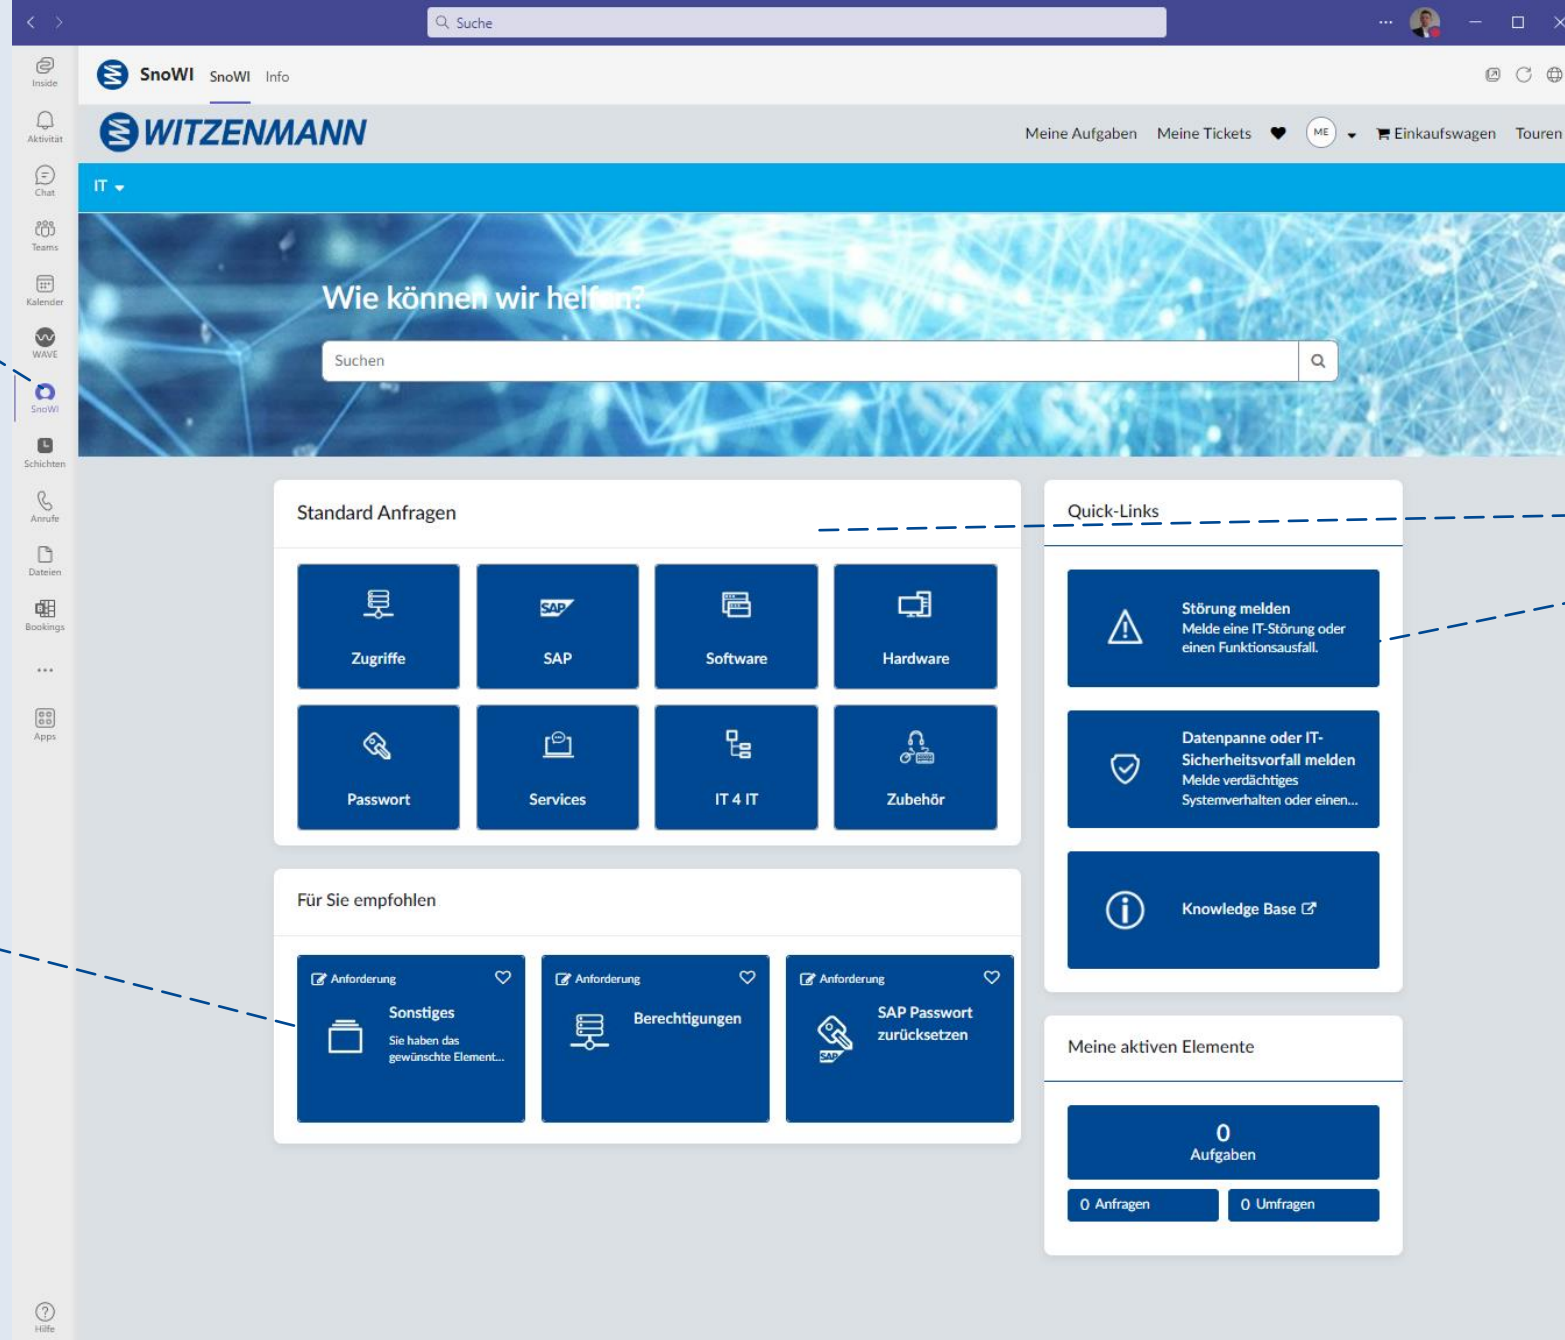 Suche
Inside
Aktivität
Chat
Teams
Kalender
WAVE
SnoWI
Schichten
Anrufe
Dateien
Bookings
Apps
Hilfe
SnoWI SnoWI Info
WITZENMANN
Meine Aufgaben Meine Tickets ME Einkaufswagen Touren
IT
Wie können wir helfen?
Suchen
Standard Anfragen
Zugriffe SAP SAP Software Hardware
Passwort Services IT 4 IT Zubehör
Für Sie empfohlen
Anforderung
Sonstiges
Sie haben das
gewünschte Element...
Anforderung
Berechtigungen
Anforderung
SAP Passwort
zurücksetzen
SAP
Quick-Links
Störung melden
Melde eine IT-Störung oder
einen Funktionsausfall.
Datenpanne oder IT-
Sicherheitsvorfall melden
Melde verdächtiges
Systemverhalten oder einen...
Knowledge Base
Meine aktiven Elemente
0
Aufgaben
0 Anfragen 0 Umfragen